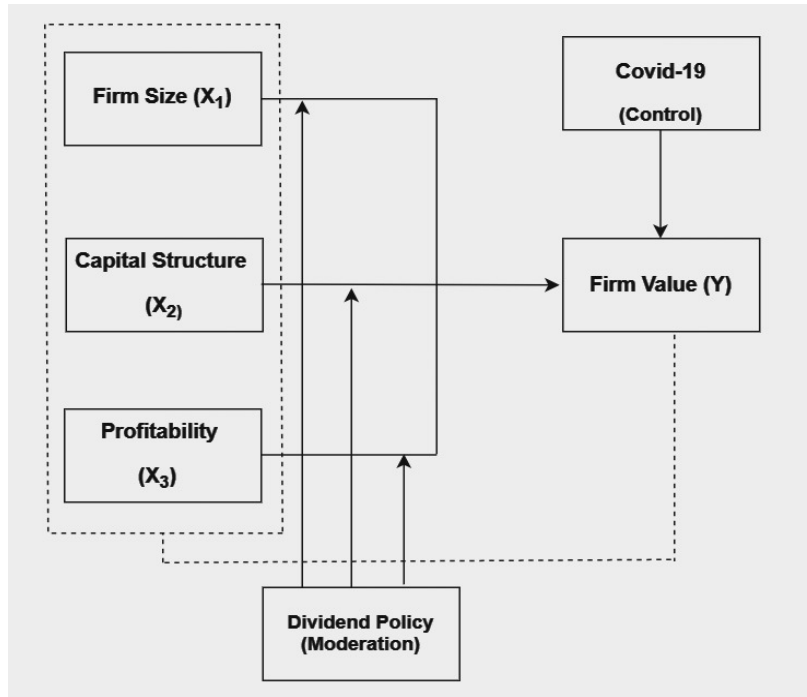 Firm Size (X₁)
Covid-19
(Control)
Capital Structure
(X₂)
Firm Value (Y)
Profitability
(X₃)
Dividend Policy
(Moderation)